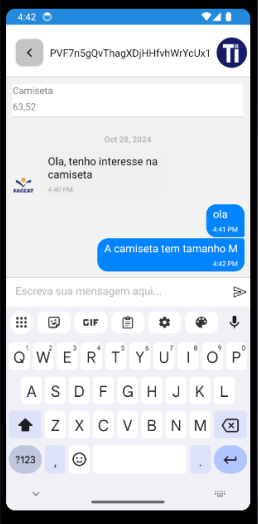 4:42
PVF7n5gQvThagXDjHHfvhWrYcUx1
Ti
Camiseta
63,52
Oct 28, 2024
Ola, tenho interesse na
camiseta
4:40 PM
FACCAT
ola
4:41 PM
A camiseta tem tamanho M
4:42 PM
Escreva sua mensagem aqui...
GIF
Q W E R T Y U I O P
1 2 3 4 5 6 7 8 9 0
A S D F G H J K L
Z X C V B N M
?123 , .